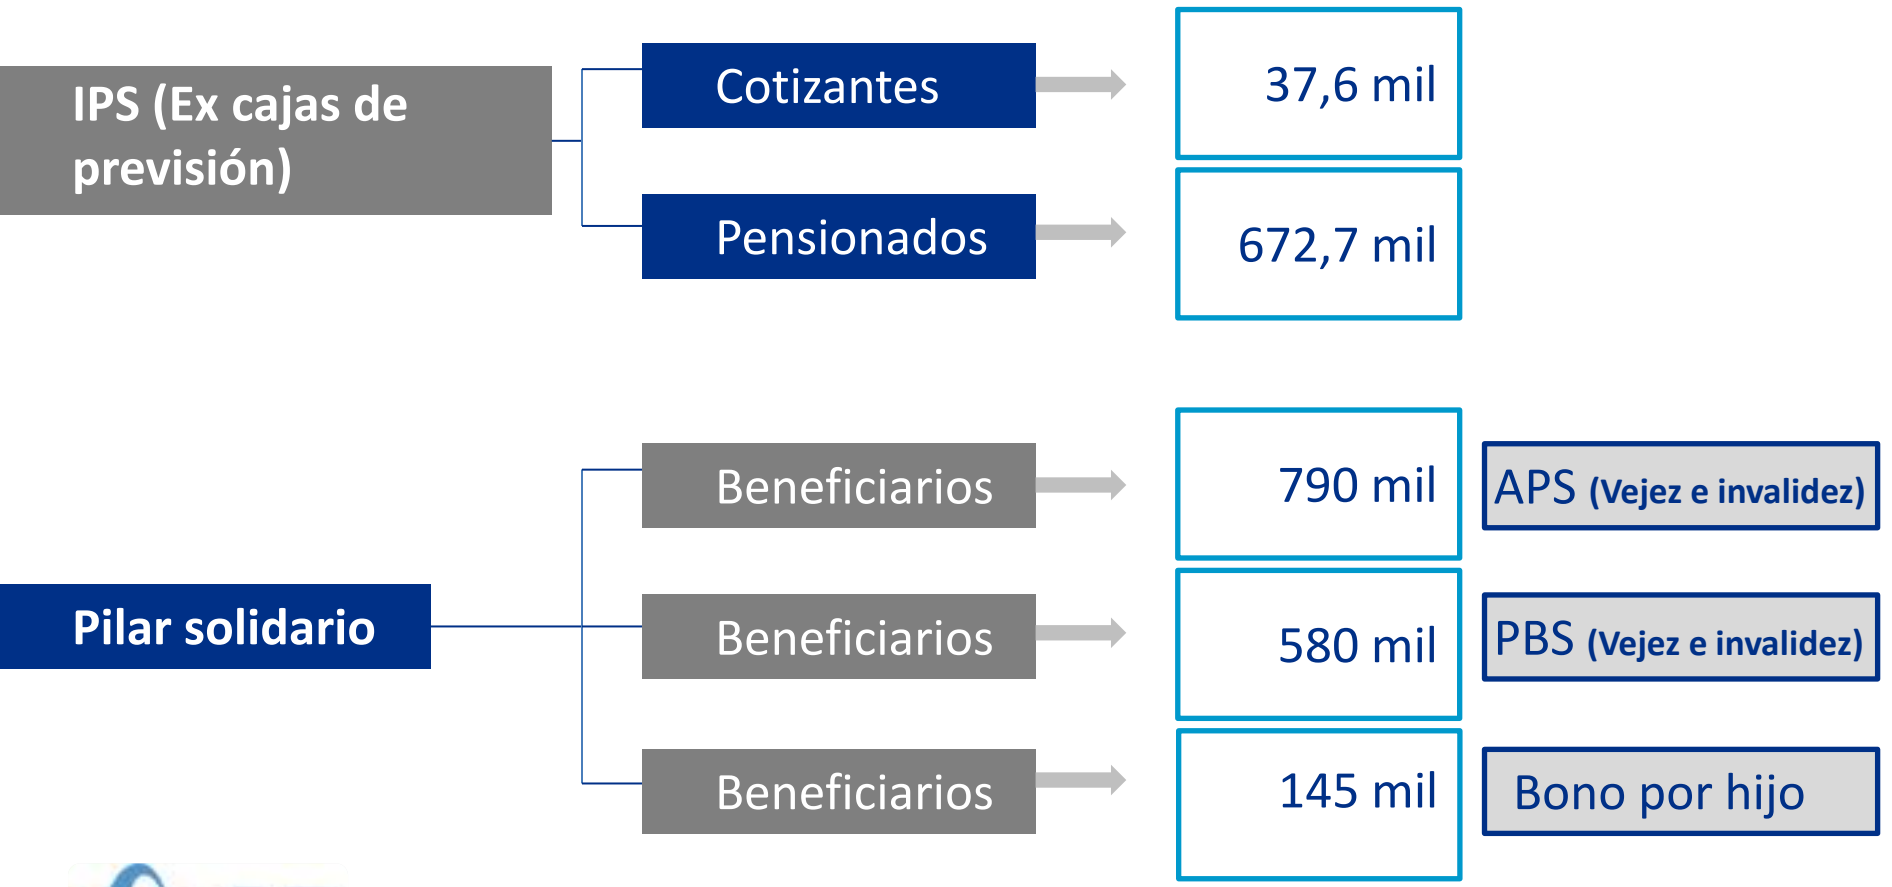 IPS (Ex cajas de
previsión)
Cotizantes
37,6 mil
Pensionados
672,7 mil
Pilar solidario
Beneficiarios
790 mil
APS (Vejez e invalidez)
Beneficiarios
580 mil
PBS (Vejez e invalidez)
Beneficiarios
145 mil
Bono por hijo